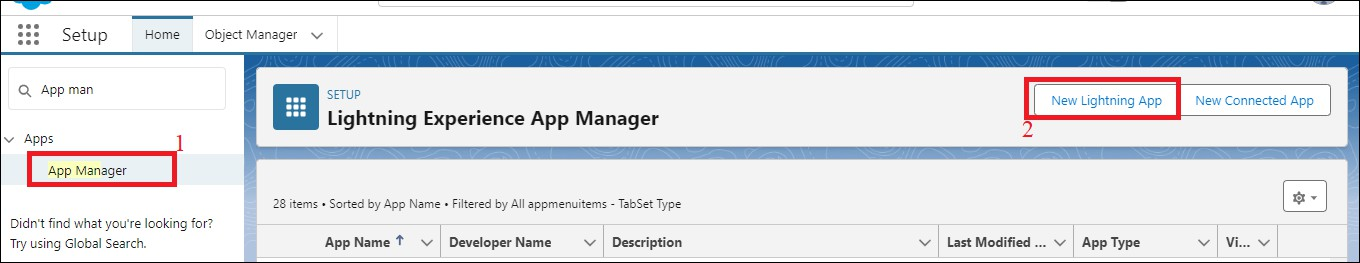 Setup
Home
Object Manager
App man
Apps
1
App Manager
Didn't find what you're looking for?
Try using Global Search.
SETUP
Lightning Experience App Manager
New Lightning App
New Connected App
2
28 items • Sorted by App Name • Filtered by All appmenuitems - TabSet Type
App Name ↑
Developer Name
Description
Last Modified ...
App Type
Vi...